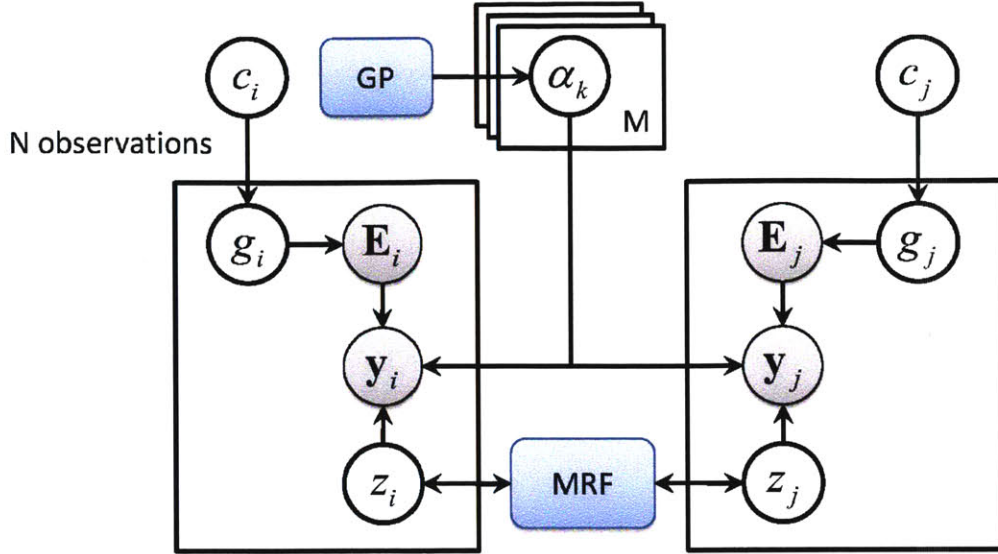 c_i
GP
α_k
M
c_j
N observations
g_i
E_i
E_j
g_j
y_i
y_j
z_i
MRF
z_j